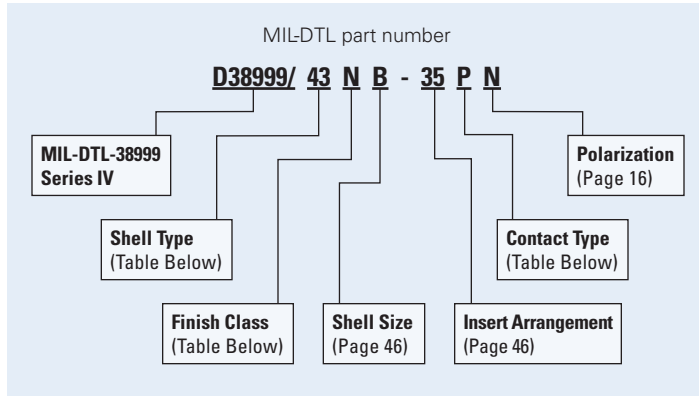 MIL-DTL part number
D38999/ 43 N B - 35 P N
MIL-DTL-38999
Series IV
Polarization
(Page 16)
Shell Type
(Table Below)
Contact Type
(Table Below)
Finish Class
(Table Below)
Shell Size
(Page 46)
Insert Arrangement
(Page 46)